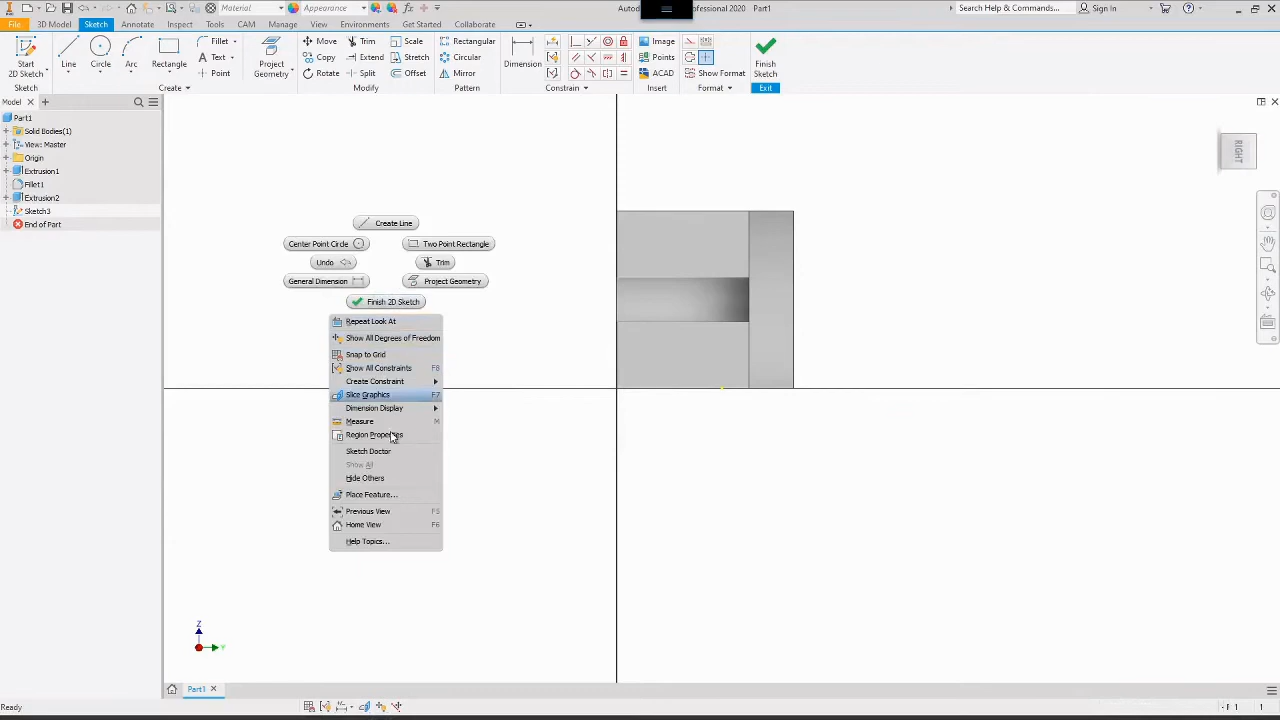 Material
Appearance
Autodesk Inventor Professional 2020 Part1
Search Help & Commands...
Sign In
File
Sketch
Annotate
Inspect
Tools
CAM
Manage
View
Environments
Get Started
Collaborate
Start
2D Sketch
Sketch
Line
Circle
Arc
Rectangle
Fillet
Text
Point
Create
Project
Geometry
Move
Copy
Rotate
Trim
Extend
Split
Scale
Stretch
Offset
Modify
Rectangular
Circular
Mirror
Pattern
Dimension
Constrain
Image
Points
ACAD
Insert
Show Format
Format
Finish
Sketch
Exit
Model
Part1
Solid Bodies(1)
View: Master
Origin
Extrusion1
Fillet1
Extrusion2
Sketch3
End of Part
RIGHT
Create Line
Center Point Circle
Two Point Rectangle
Undo
Trim
General Dimension
Project Geometry
Finish 2D Sketch
Repeat Look At
Show All Degrees of Freedom
Snap to Grid
Show All Constraints F8
Create Constraint
Slice Graphics F7
Dimension Display
Measure M
Region Properties
Sketch Doctor
Show All
Hide Others
Place Feature...
Previous View F5
Home View F6
Help Topics...
Z
Y
Part1
Ready
1
1